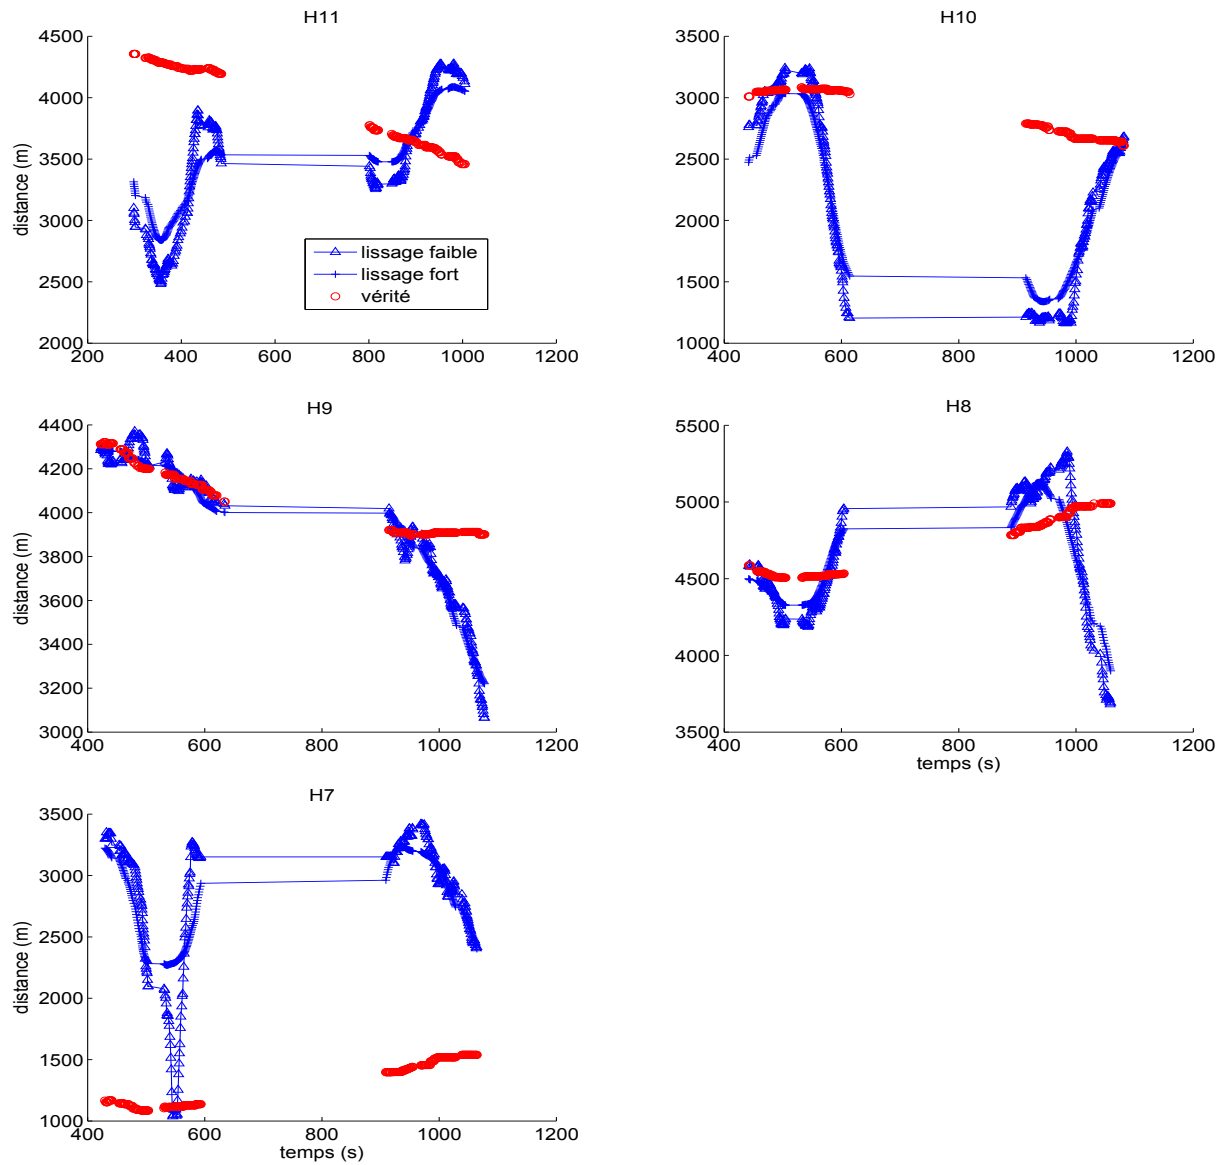 H11
4500
4000
3500
3000
2500
2000
distance (m)
200 400 600 800 1000 1200
lissage faible
lissage fort
vérité
H10
3500
3000
2500
2000
1500
1000
400 600 800 1000 1200
H9
4400
4200
4000
3800
3600
3400
3200
3000
distance (m)
400 600 800 1000 1200
H8
5500
5000
4500
4000
3500
400 600 800 1000 1200
temps (s)
H7
3500
3000
2500
2000
1500
1000
distance (m)
400 600 800 1000 1200
temps (s)